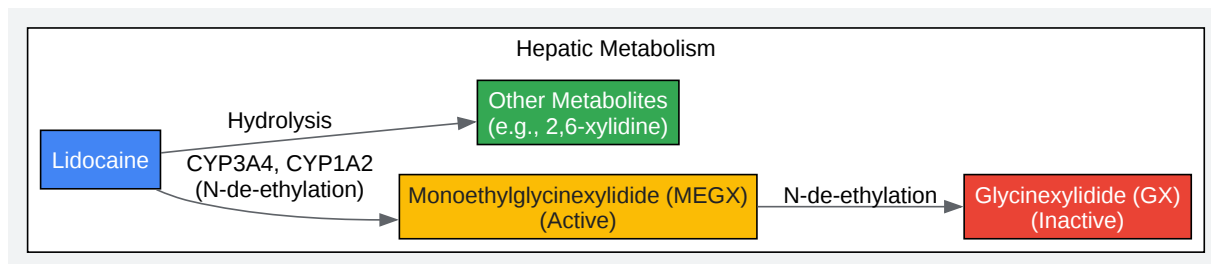 Hepatic Metabolism
Other Metabolites
(e.g., 2,6-xylidine)
Hydrolysis
Lidocaine
CYP3A4, CYP1A2
(N-de-ethylation)
Monoethylglycinexylidide (MEGX)
(Active)
N-de-ethylation
Glycinexylidide (GX)
(Inactive)